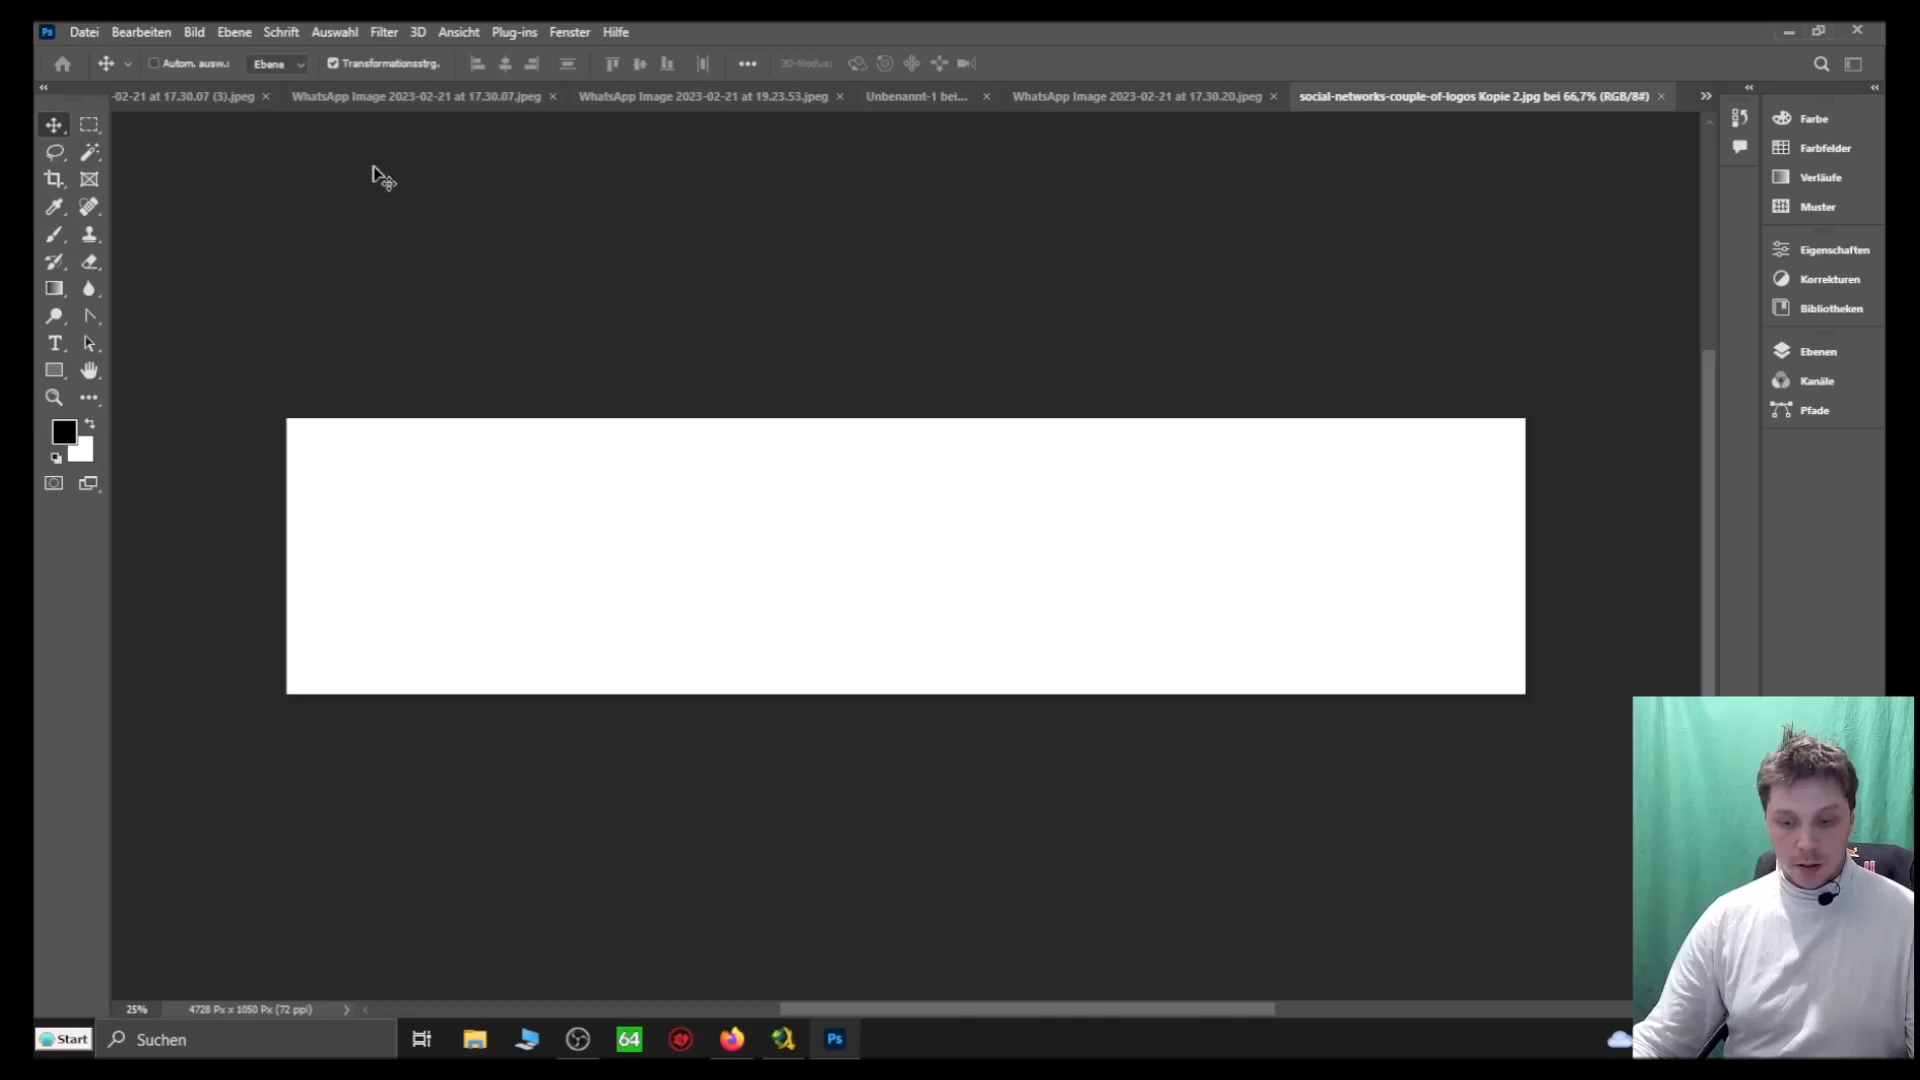 Ps Datei Bearbeiten Bild Ebene Schrift Auswahl Filter 3D Ansicht Plug-ins Fenster Hilfe
Autom. ausw.: Ebene Transformationsstrg. 3D-Modus:
-02-21 at 17.30.07 (3).jpeg WhatsApp Image 2023-02-21 at 17.30.07.jpeg WhatsApp Image 2023-02-21 at 19.23.53.jpeg Unbenannt-1 bei... WhatsApp Image 2023-02-21 at 17.30.20.jpeg social-networks-couple-of-logos Kopie 2.jpg bei 66,7% (RGB/8#)
Farbe
Farbfelder
Verläufe
Muster
Eigenschaften
Korrekturen
Bibliotheken
Ebenen
Kanäle
Pfade
25% 4728 Px x 1050 Px (72 ppi)
Start Suchen 64 Ps